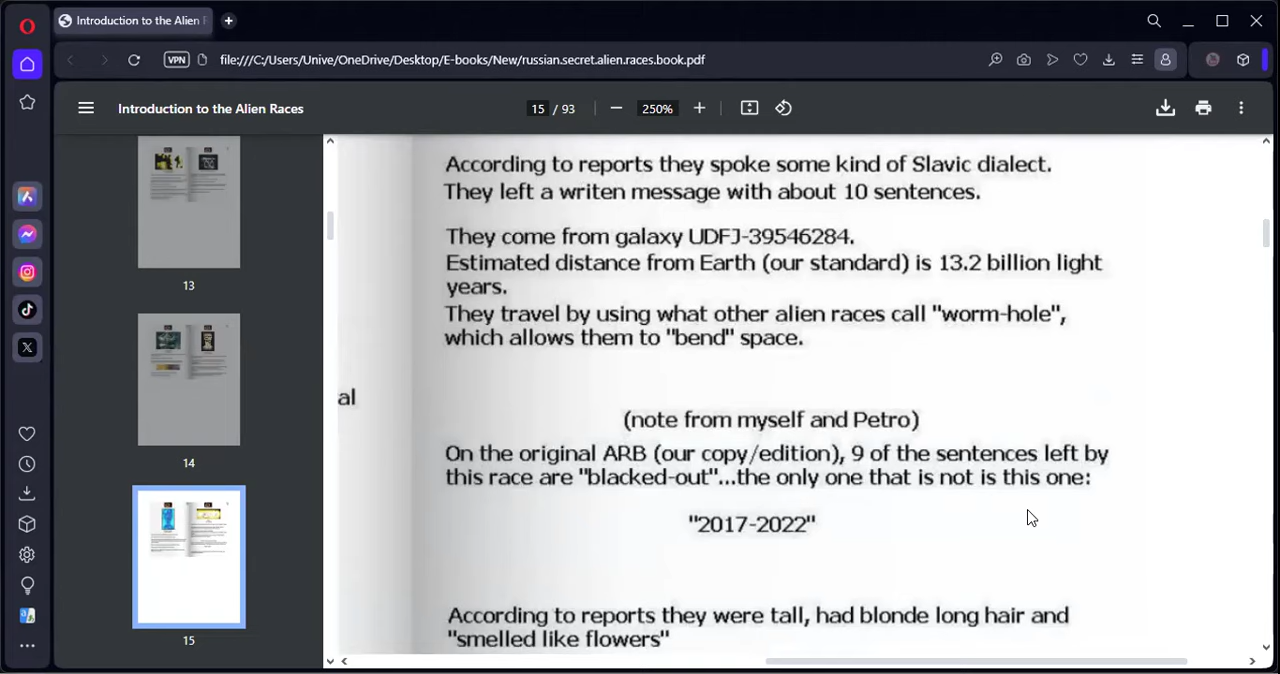 Introduction to the Alien R
VPN
file:///C:/Users/Unive/OneDrive/Desktop/E-books/New/russian.secret.alien.races.book.pdf
Introduction to the Alien Races
15 / 93
250%
13
14
15
According to reports they spoke some kind of Slavic dialect.
They left a writen message with about 10 sentences.
They come from galaxy UDFJ-39546284.
Estimated distance from Earth (our standard) is 13.2 billion light
years.
They travel by using what other alien races call "worm-hole",
which allows them to "bend" space.
al
(note from myself and Petro)
On the original ARB (our copy/edition), 9 of the sentences left by
this race are "blacked-out"...the only one that is not is this one:
"2017-2022"
According to reports they were tall, had blonde long hair and
"smelled like flowers"